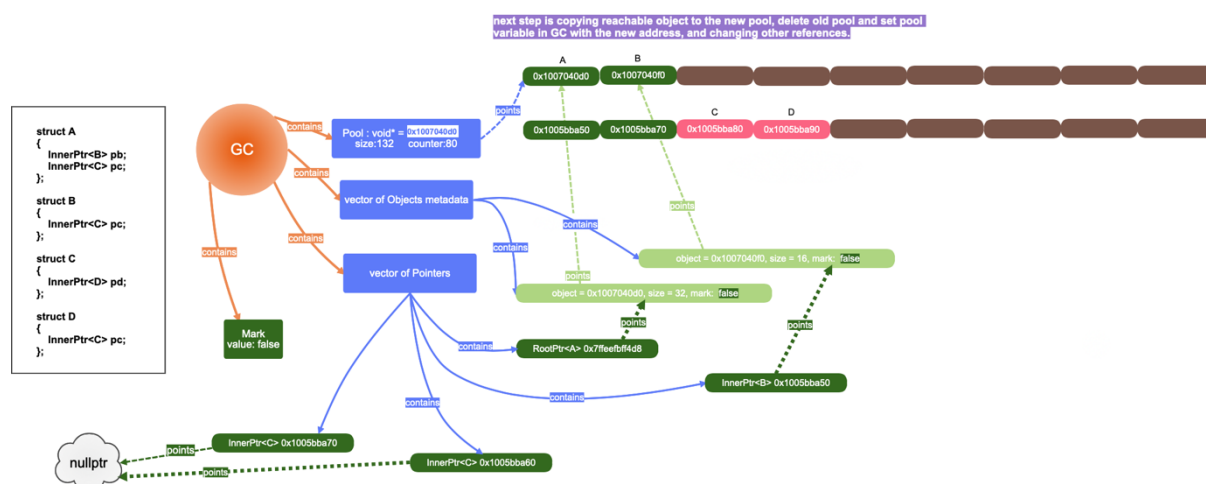 next step is copying reachable object to the new pool, delete old pool and set pool
variable in GC with the new address, and changing other references.
A
B
0x1007040d0
0x1007040f0
points
C
D
0x1005bba50
0x1005bba70
0x1005bba80
0x1005bba90
struct A
{
InnerPtr<B> pb;
InnerPtr<C> pc;
};
struct B
{
InnerPtr<C> pc;
};
struct C
{
InnerPtr<D> pd;
};
struct D
{
InnerPtr<C> pc;
};
GC
contains
Pool : void* = 0x1007040d0
size:132 counter:80
contains
vector of Objects metadata
contains
contains
points
contains
contains
vector of Pointers
points
object = 0x1007040f0, size = 16, mark: false
object = 0x1007040d0, size = 32, mark: false
Mark
value: false
points
points
contains
RootPtr<A> 0x7ffeefbff4d8
InnerPtr<B> 0x1005bba50
contains
contains
InnerPtr<C> 0x1005bba70
points
InnerPtr<C> 0x1005bba60
points
nullptr